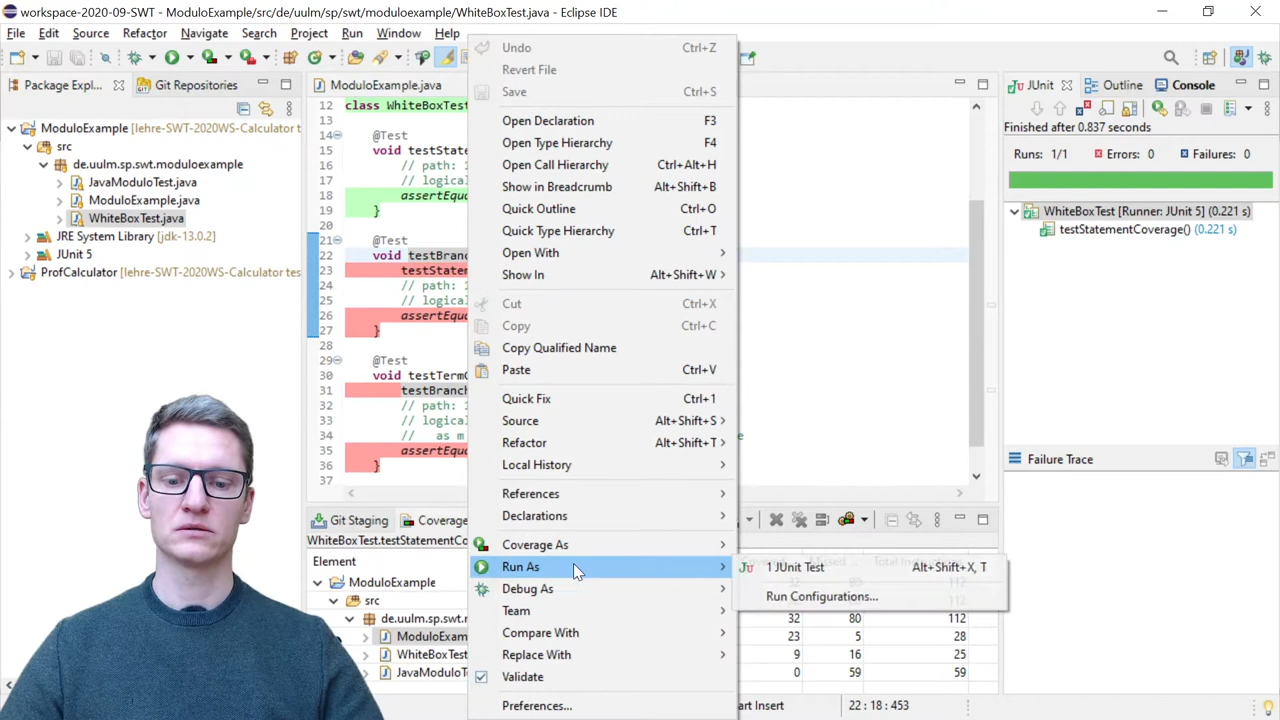 workspace-2020-09-SWT - ModuloExample/src/de/uulm/sp/swt/moduloexample/WhiteBoxTest.java - Eclipse IDE
File Edit Source Refactor Navigate Search Project Run Window Help
Package Expl...
Git Repositories
ModuloExample [lehre-SWT-2020WS-Calculator t
src
de.uulm.sp.swt.moduloexample
JavaModuloTest.java
ModuloExample.java
WhiteBoxTest.java
JRE System Library [jdk-13.0.2]
JUnit 5
ProfCalculator [lehre-SWT-2020WS-Calculator tes
ModuloExample.java
12 class WhiteBoxTest
13
14 @Test
15 void testState
16 // path: 1
17 // logical
18 assertEqua
19 }
20
21 @Test
22 void testBranc
23 testStatem
24 // path: 1
25 // logical
26 assertEqua
27 }
28
29 @Test
30 void testTermC
31 testBranch
32 // path: 1
33 // logical
34 // as m
35 assertEqua
36 }
37
Undo Ctrl+Z
Revert File
Save Ctrl+S
Open Declaration F3
Open Type Hierarchy F4
Open Call Hierarchy Ctrl+Alt+H
Show in Breadcrumb Alt+Shift+B
Quick Outline Ctrl+O
Quick Type Hierarchy Ctrl+T
Open With
Show In Alt+Shift+W
Cut Ctrl+X
Copy Ctrl+C
Copy Qualified Name
Paste Ctrl+V
Quick Fix Ctrl+1
Source Alt+Shift+S
Refactor Alt+Shift+T
Local History
References
Declarations
Coverage As
Run As
Debug As
Team
Compare With
Replace With
Validate
Preferences...
1 JUnit Test Alt+Shift+X, T
Run Configurations...
JUnit
Outline
Console
Finished after 0.837 seconds
Runs: 1/1 Errors: 0 Failures: 0
WhiteBoxTest [Runner: JUnit 5] (0.221 s)
testStatementCoverage() (0.221 s)
Failure Trace
Git Staging
Coverage
WhiteBoxTest.testStatementCo
Element
ModuloExample
src
de.uulm.sp.swt.mod 32 80 112
ModuloExam 23 5 28
WhiteBoxTest 9 16 25
JavaModuloTe 0 59 59
art Insert
22 : 18 : 453